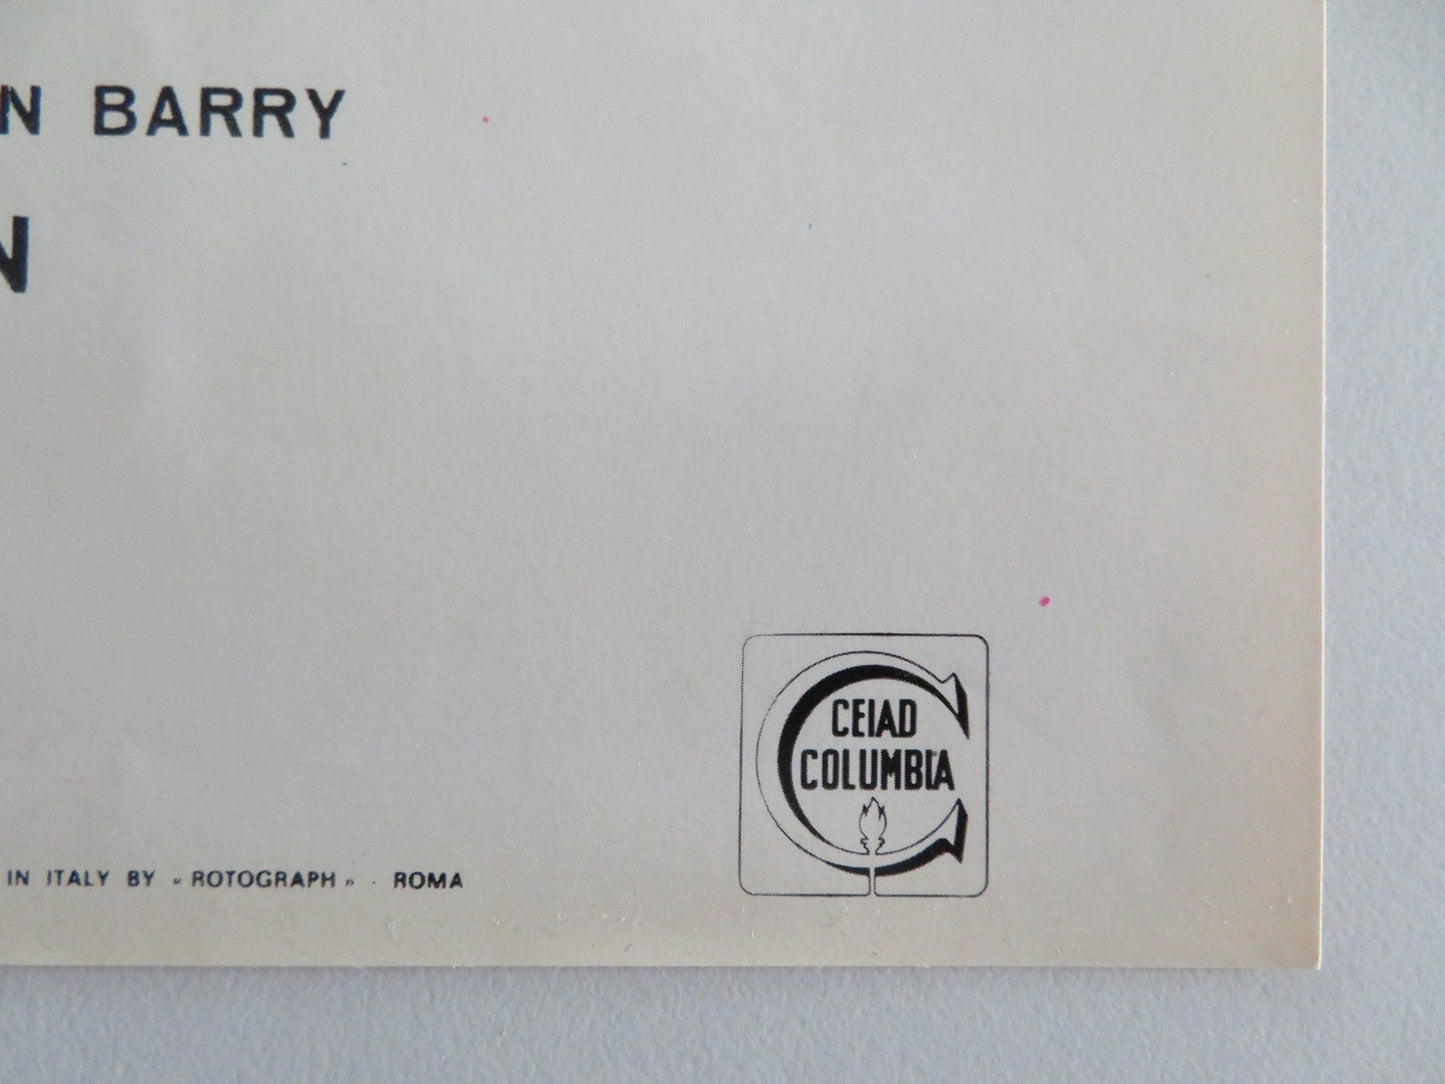 N BARRY
N
CEIAD
COLUMBIA
IN ITALY BY « ROTOGRAPH » · ROMA